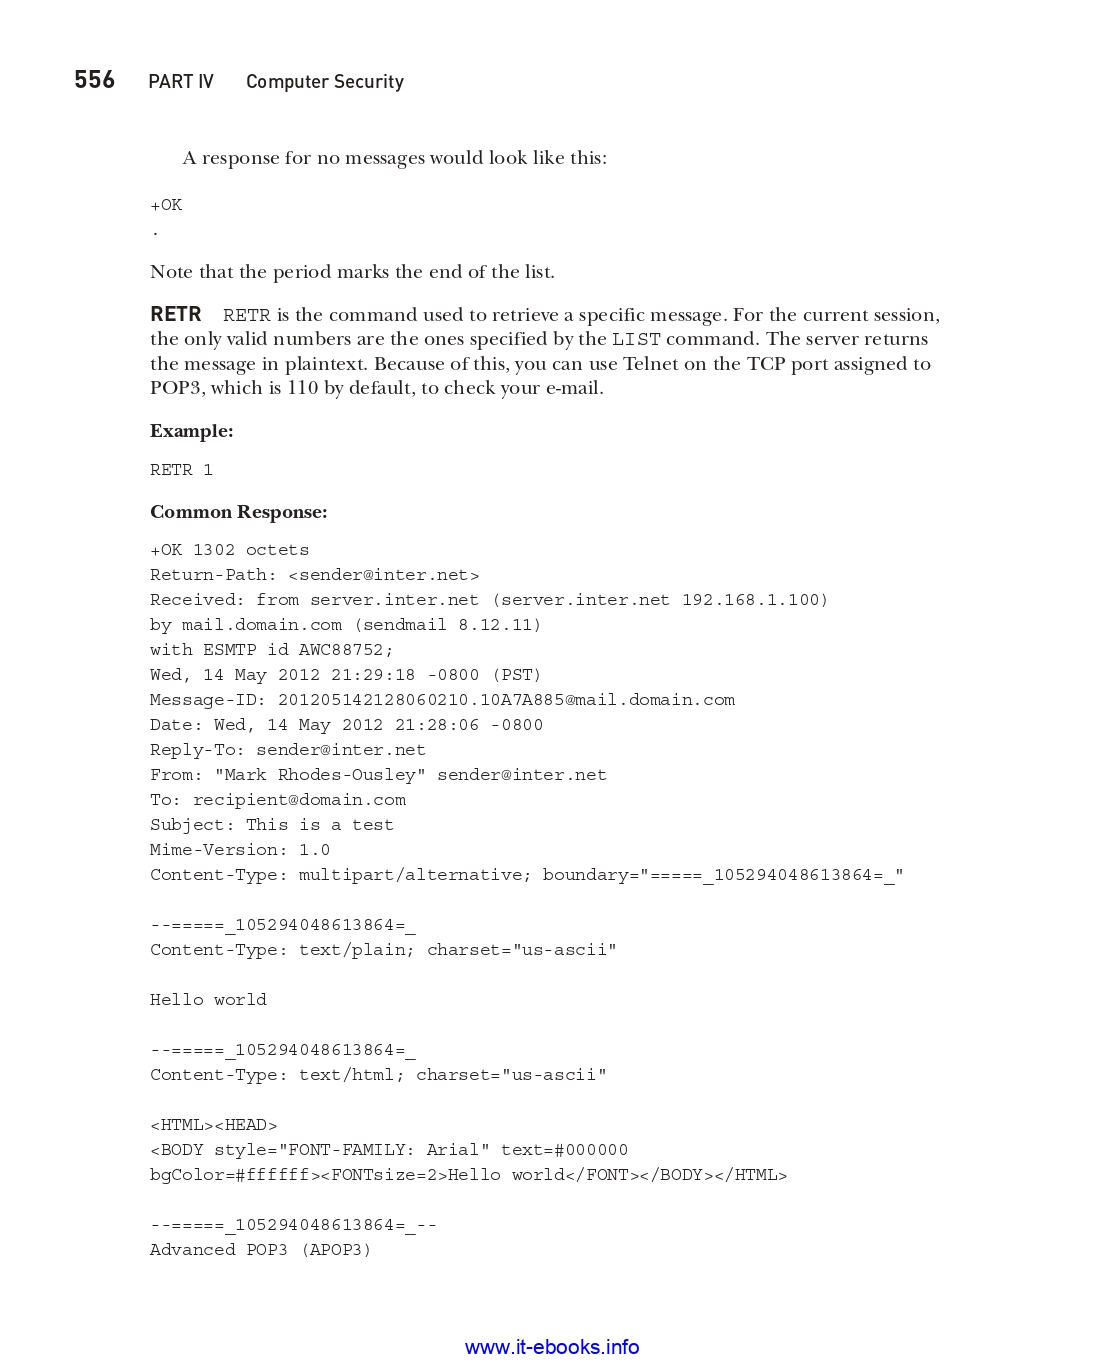 556 PART IV Computer Security
A response for no messages would look like this:
+OK
.
Note that the period marks the end of the list.
RETR RETR is the command used to retrieve a specific message. For the current session,
the only valid numbers are the ones specified by the LIST command. The server returns
the message in plaintext. Because of this, you can use Telnet on the TCP port assigned to
POP3, which is 110 by default, to check your e-mail.
Example:
RETR 1
Common Response:
+OK 1302 octets
Return-Path: <sender@inter.net>
Received: from server.inter.net (server.inter.net 192.168.1.100)
by mail.domain.com (sendmail 8.12.11)
with ESMTP id AWC88752;
Wed, 14 May 2012 21:29:18 -0800 (PST)
Message-ID: 201205142128060210.10A7A885@mail.domain.com
Date: Wed, 14 May 2012 21:28:06 -0800
Reply-To: sender@inter.net
From: "Mark Rhodes-Ousley" sender@inter.net
To: recipient@domain.com
Subject: This is a test
Mime-Version: 1.0
Content-Type: multipart/alternative; boundary="=====_105294048613864=_"
--=====_105294048613864=_
Content-Type: text/plain; charset="us-ascii"
Hello world
--=====_105294048613864=_
Content-Type: text/html; charset="us-ascii"
<HTML><HEAD>
<BODY style="FONT-FAMILY: Arial" text=#000000
bgColor=#ffffff><FONTsize=2>Hello world</FONT></BODY></HTML>
--=====_105294048613864=_--
Advanced POP3 (APOP3)
www.it-ebooks.info